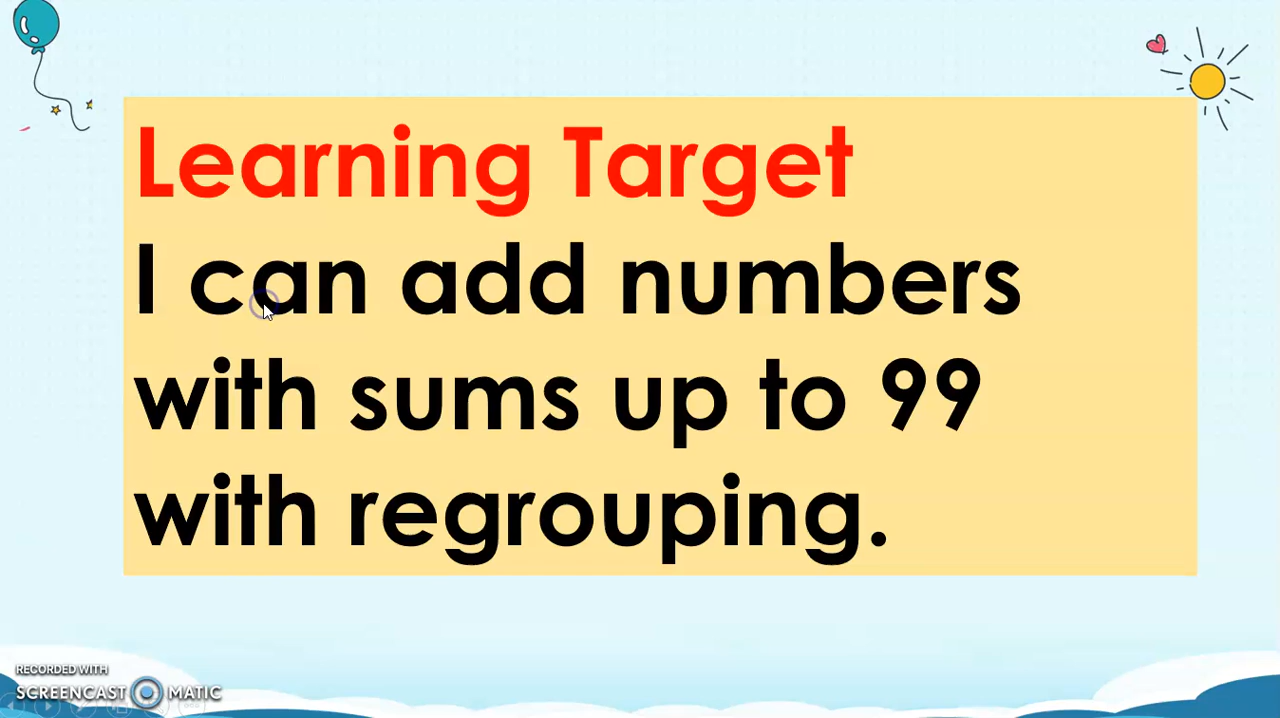 Learning Target
I can add numbers
with sums up to 99
with regrouping.
RECORDED WITH
SCREENCAST MATIC